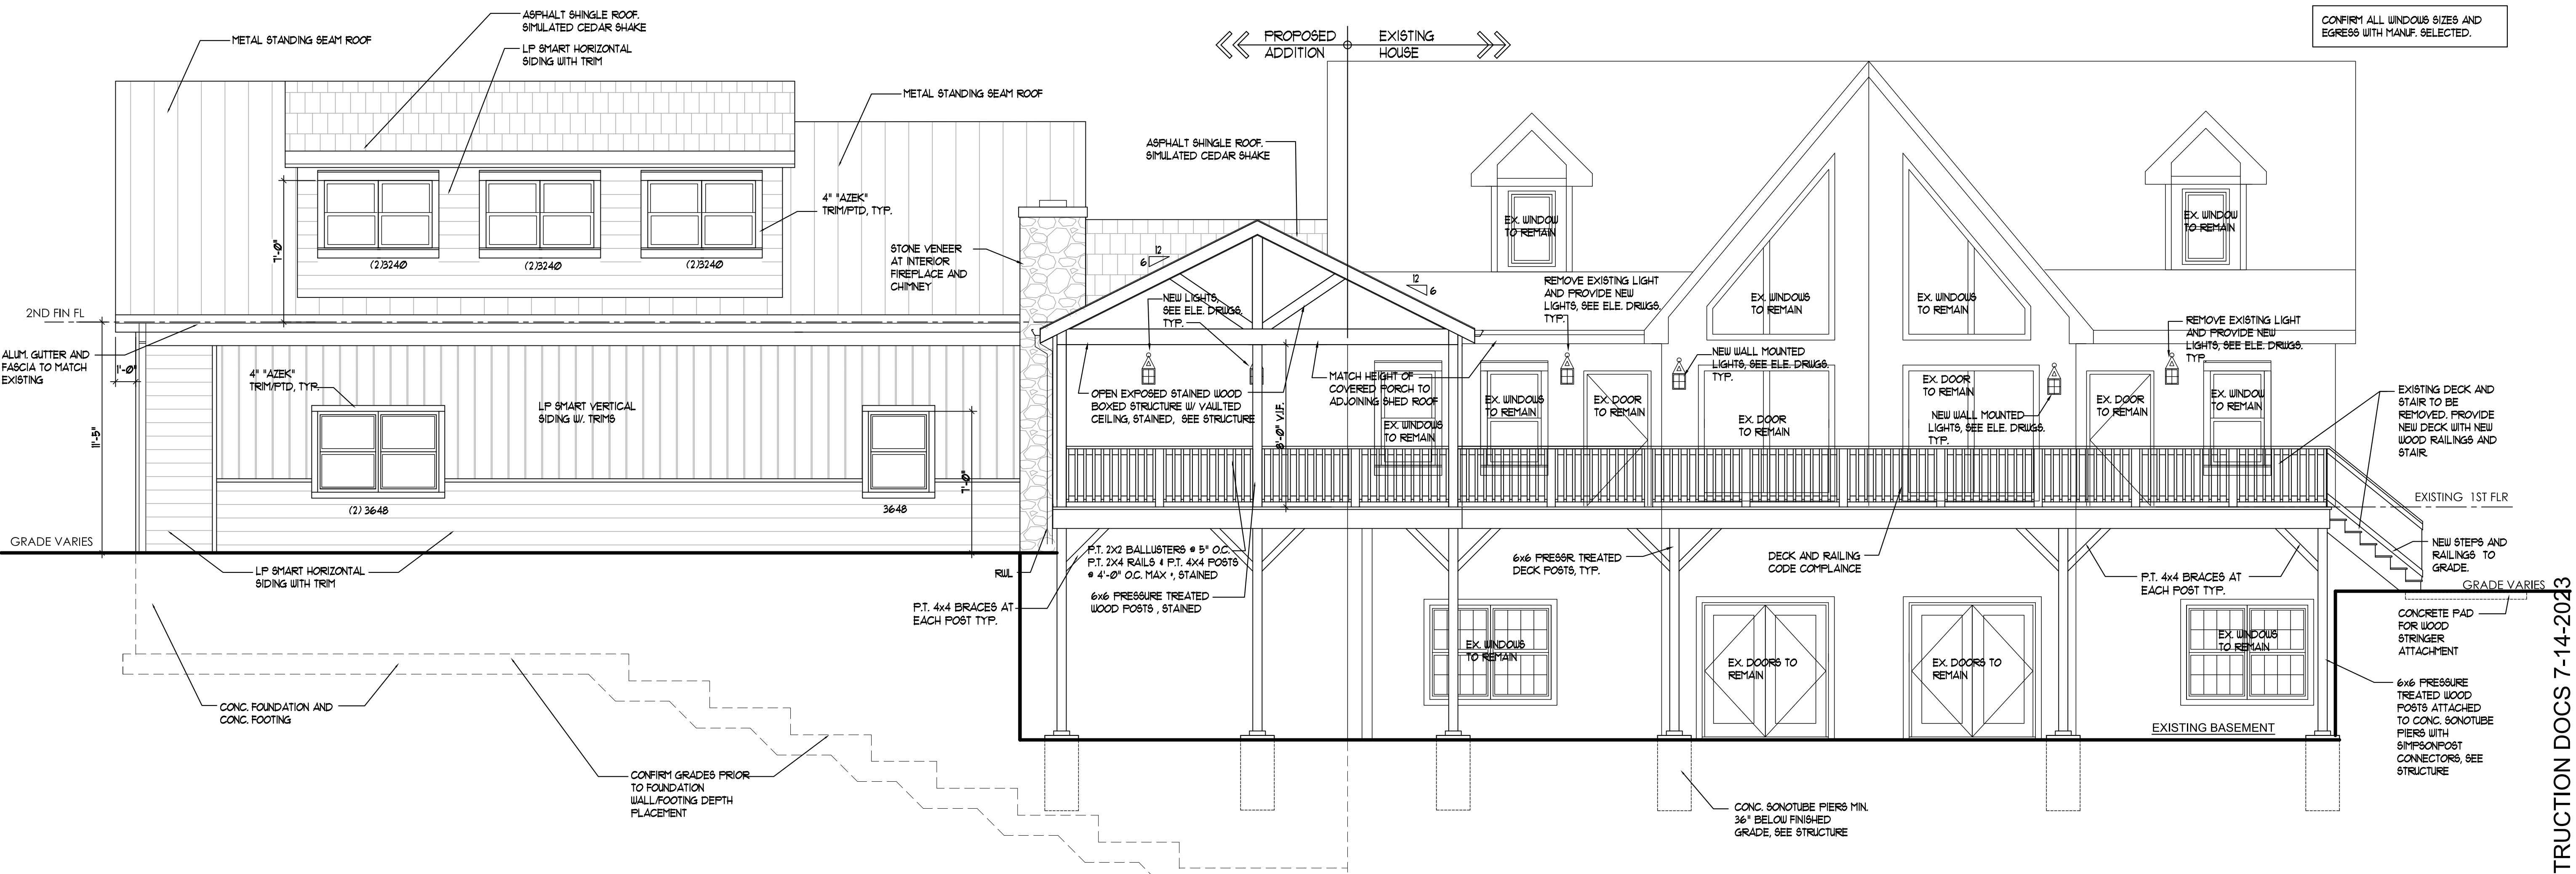 CONFIRM ALL WINDOWS SIZES AND
EGRESS WITH MANUF. SELECTED.
ASPHALT SHINGLE ROOF.
SIMULATED CEDAR SHAKE
METAL STANDING SEAM ROOF
LP SMART HORIZONTAL
SIDING WITH TRIM
PROPOSED
ADDITION
EXISTING
HOUSE
METAL STANDING SEAM ROOF
ASPHALT SHINGLE ROOF.
SIMULATED CEDAR SHAKE
4" "AZEK"
TRIM/PTD, TYP.
7'-0"
(2)3240
(2)3240
(2)3240
STONE VENEER
AT INTERIOR
FIREPLACE AND
CHIMNEY
12
6
12
6
EX. WINDOW
TO REMAIN
EX. WINDOW
TO REMAIN
NEW LIGHTS,
SEE ELE. DRWGS.
TYP.
REMOVE EXISTING LIGHT
AND PROVIDE NEW
LIGHTS, SEE ELE. DRWGS.
TYP.
EX. WINDOWS
TO REMAIN
EX. WINDOWS
TO REMAIN
REMOVE EXISTING LIGHT
AND PROVIDE NEW
LIGHTS, SEE ELE. DRWGS.
TYP.
2ND FIN FL
ALUM. GUTTER AND
FASCIA TO MATCH
EXISTING
1'-0"
11'-5"
4" "AZEK"
TRIM/PTD, TYP.
LP SMART VERTICAL
SIDING W. TRIMS
(2) 3648
3648
7'-0"
OPEN EXPOSED STAINED WOOD
BOXED STRUCTURE W/ VAULTED
CEILING, STAINED, SEE STRUCTURE
8'-0" V.I.F.
MATCH HEIGHT OF
COVERED PORCH TO
ADJOINING SHED ROOF
EX. WINDOWS
TO REMAIN
EX. WINDOWS
TO REMAIN
EX. DOOR
TO REMAIN
NEW WALL MOUNTED
LIGHTS, SEE ELE. DRWGS.
TYP.
EX. DOOR
TO REMAIN
EX. DOOR
TO REMAIN
NEW WALL MOUNTED
LIGHTS, SEE ELE. DRWGS.
TYP.
EX. DOOR
TO REMAIN
EX. WINDOW
TO REMAIN
EXISTING DECK AND
STAIR TO BE
REMOVED. PROVIDE
NEW DECK WITH NEW
WOOD RAILINGS AND
STAIR.
EXISTING 1ST FLR
GRADE VARIES
LP SMART HORIZONTAL
SIDING WITH TRIM
RWL
P.T. 2X2 BALLUSTERS @ 5" O.C.
P.T. 2X4 RAILS & P.T. 4X4 POSTS
@ 4'-0" O.C. MAX ", STAINED
6x6 PRESSURE TREATED
WOOD POSTS , STAINED
P.T. 4x4 BRACES AT
EACH POST TYP.
6x6 PRESSR. TREATED
DECK POSTS, TYP.
DECK AND RAILING
CODE COMPLAINCE
P.T. 4x4 BRACES AT
EACH POST TYP.
NEW STEPS AND
RAILINGS TO
GRADE.
GRADE VARIES
CONCRETE PAD
FOR WOOD
STRINGER
ATTACHMENT
EX. WINDOWS
TO REMAIN
EX. DOORS TO
REMAIN
EX. DOORS TO
REMAIN
EX. WINDOWS
TO REMAIN
6x6 PRESSURE
TREATED WOOD
POSTS ATTACHED
TO CONC. SONOTUBE
PIERS WITH
SIMPSONPOST
CONNECTORS, SEE
STRUCTURE
EXISTING BASEMENT
CONC. FOUNDATION AND
CONC. FOOTING
CONFIRM GRADES PRIOR
TO FOUNDATION
WALL/FOOTING DEPTH
PLACEMENT
CONC. SONOTUBE PIERS MIN.
36" BELOW FINISHED
GRADE, SEE STRUCTURE
TRUCTION DOCS 7-14-2023